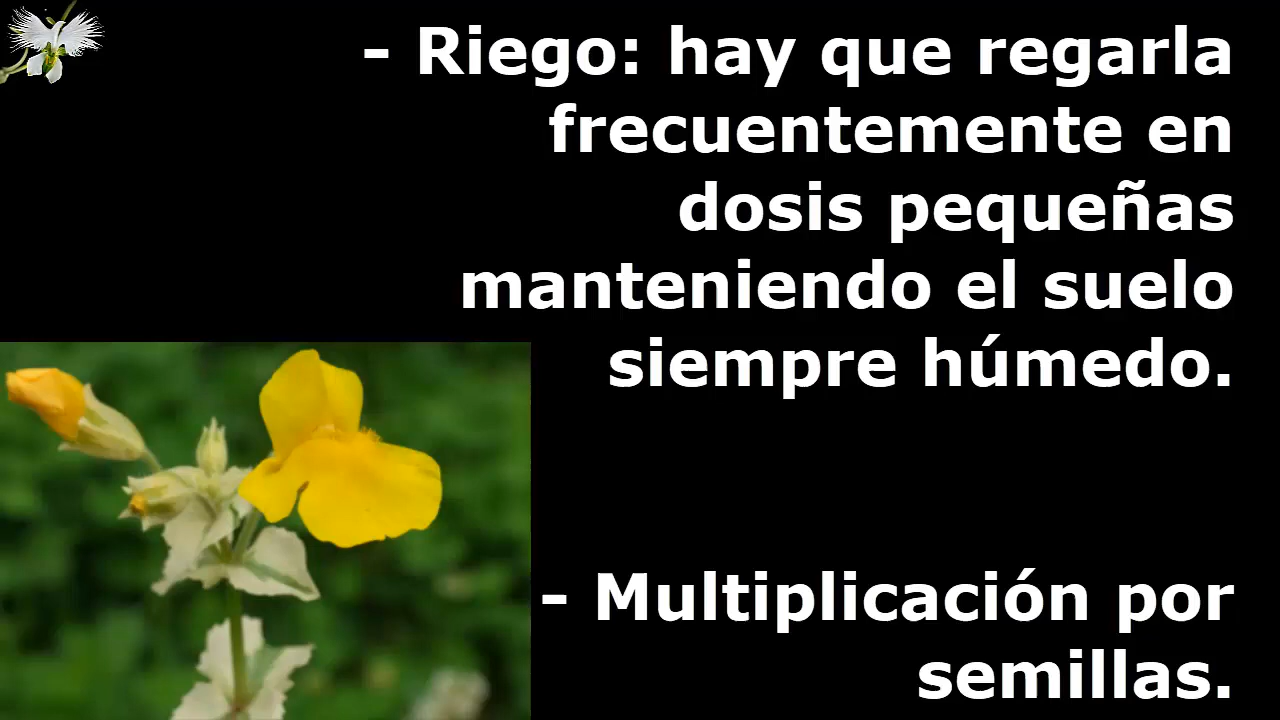 - Riego: hay que regarla
frecuentemente en
dosis pequeñas
manteniendo el suelo
siempre húmedo.
- Multiplicación por
semillas.